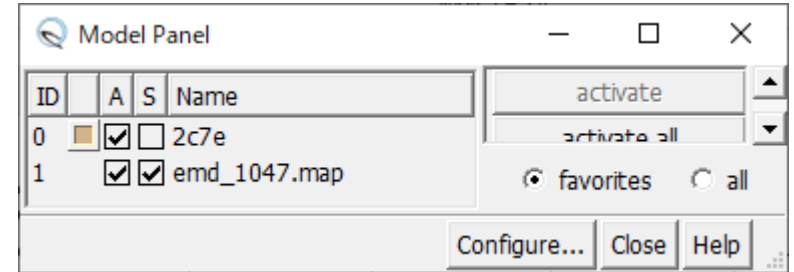 Model Panel
ID A S Name
0 2c7e
1 emd_1047.map
activate
activate all
favorites all
Configure... Close Help